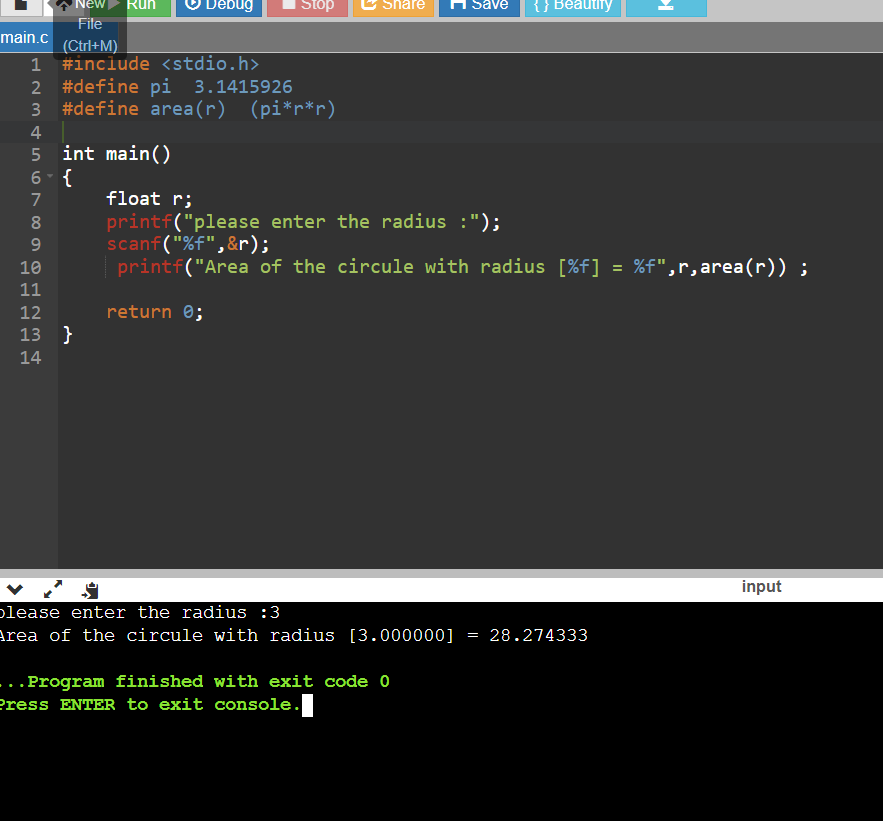 New Run Debug Stop Share Save { } Beautify
File
(Ctrl+M)
main.c
1 #include <stdio.h>
2 #define pi  3.1415926
3 #define area(r)  (pi*r*r)
4
5 int main()
6 {
7     float r;
8     printf("please enter the radius :");
9     scanf("%f",&r);
10      printf("Area of the circule with radius [%f] = %f",r,area(r)) ;
11
12     return 0;
13 }
14
input
please enter the radius :3
Area of the circule with radius [3.000000] = 28.274333
...Program finished with exit code 0
Press ENTER to exit console.